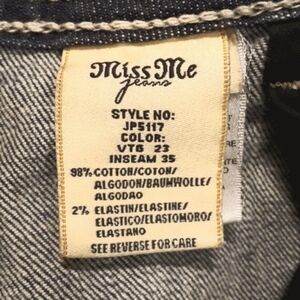 Miss Me
jeans
STYLE NO:
JP5117
COLOR:
VTG 23
INSEAM 35
98% COTTON/COTON/
ALGODON/BAUMWOLLE/
ALGODAO
2% ELASTIN/ELASTINE/
ELASTICO/ELASTOMORO/
ELASTANO
SEE REVERSE FOR CARE